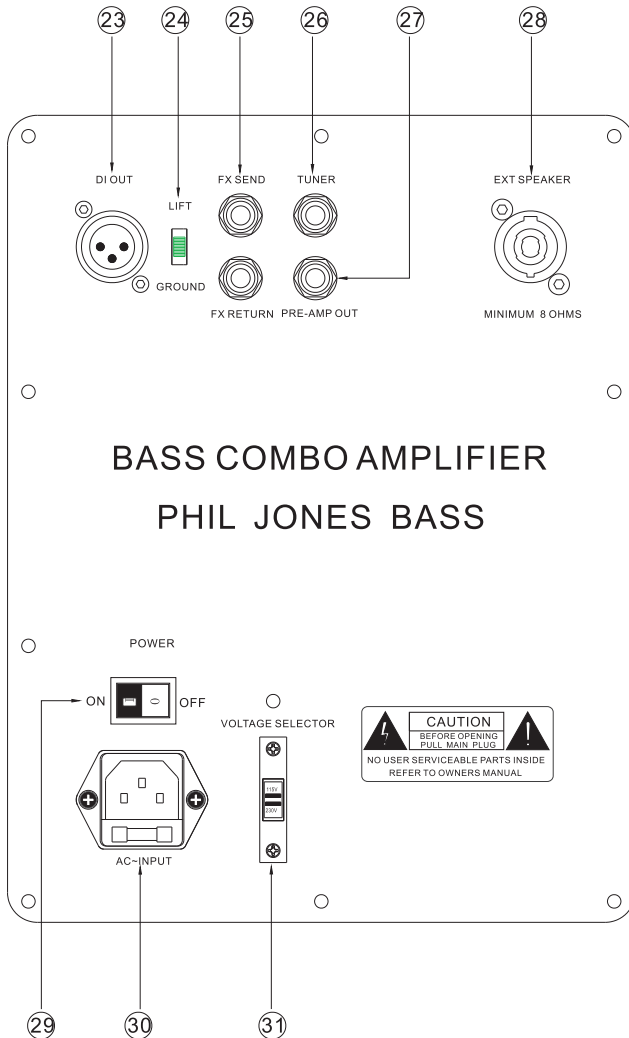 23 24 25 26 27 28
DI OUT FX SEND TUNER EXT SPEAKER
LIFT
GROUND
FX RETURN PRE-AMP OUT MINIMUM 8 OHMS
BASS COMBO AMPLIFIER
PHIL JONES BASS
POWER
ON OFF
VOLTAGE SELECTOR
115V
230V
CAUTION
BEFORE OPENING
PULL MAIN PLUG
NO USER SERVICEABLE PARTS INSIDE
REFER TO OWNERS MANUAL
AC~INPUT
29 30 31